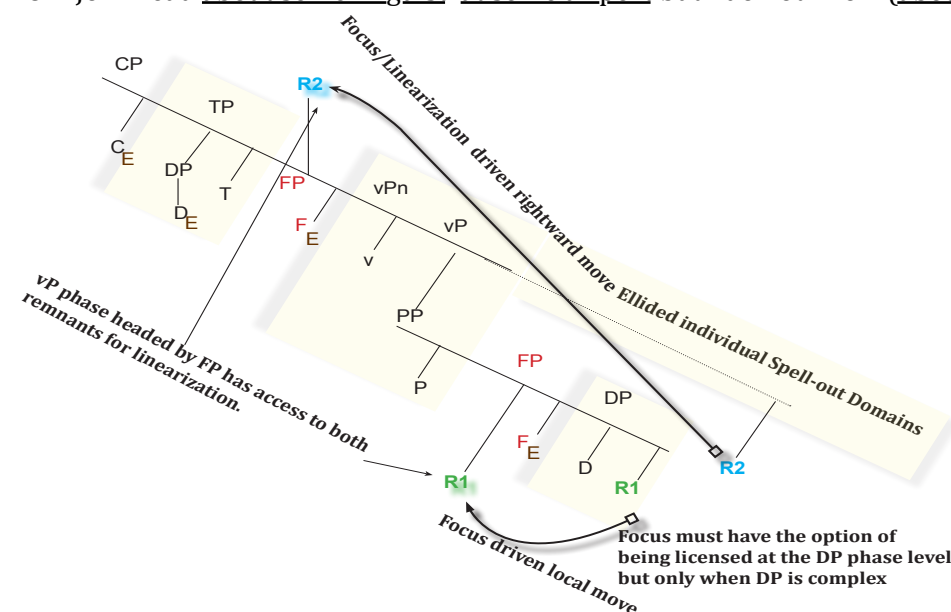 Focus/Linearization driven rightward move
R2
CP
TP
C E
DP
D E
T
FP
F E
vPn
v
vP
Ellided individual Spell-out Domains
PP
P
FP
F E
DP
D
R1
R2
R1
vP phase headed by FP has access to both
remnants for linearization.
Focus driven local move
Focus must have the option of
being licensed at the DP phase level
but only when DP is complex